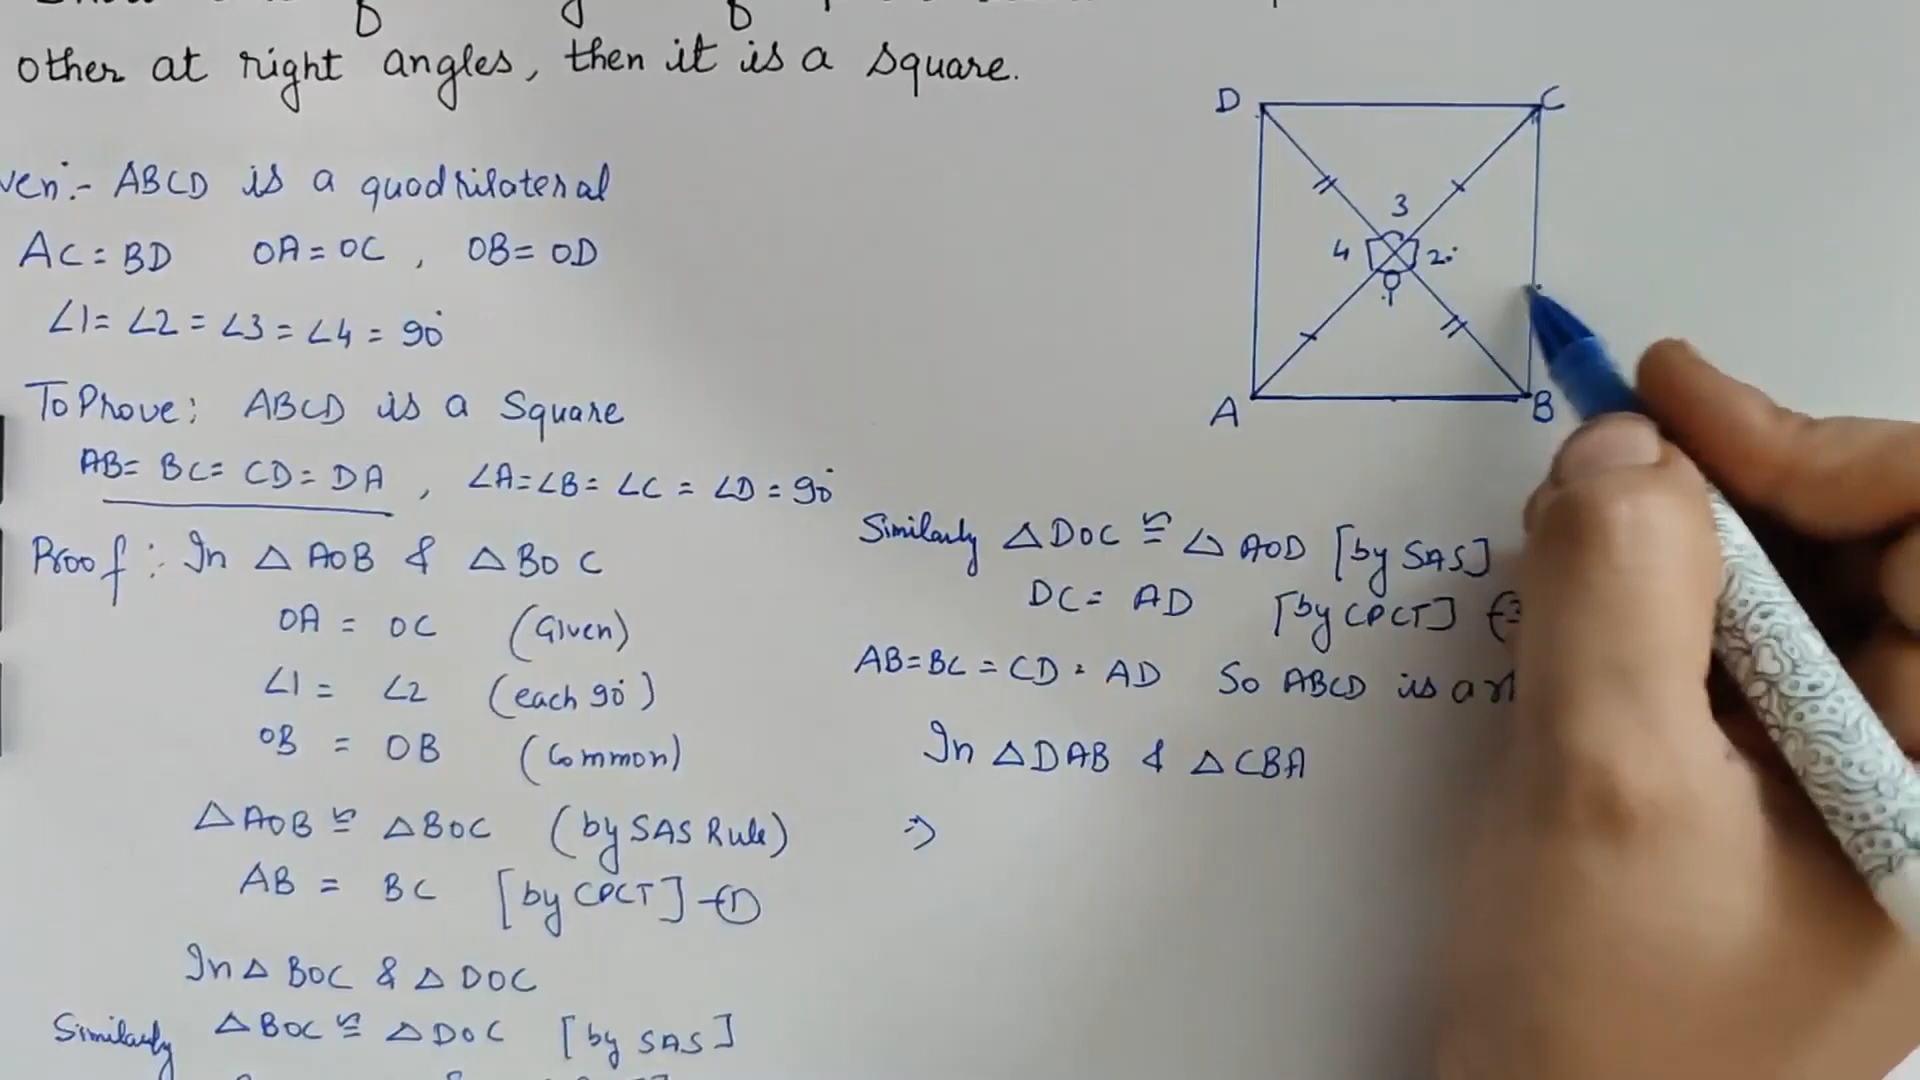 other at right angles, then it is a square.
ven:- ABCD is a quadrilateral
AC = BD OA = OC , OB = OD
∠1 = ∠2 = ∠3 = ∠4 = 90°
To Prove: ABCD is a Square
AB = BC = CD = DA , ∠A = ∠B = ∠C = ∠D = 90°
Proof : In △ AOB & △ BOC
OA = OC (Given)
∠1 = ∠2 (each 90°)
OB = OB (Common)
△AOB ≅ △BOC (by SAS Rule)
AB = BC [by CPCT] -①
In △ BOC & △ DOC
Similarly △BOC ≅ △DOC [by SAS]
D C
3
4 2
O
1
A B
Similarly △DOC ≅ △AOD [by SAS]
DC = AD [by CPCT]
AB = BC = CD = AD So ABCD is a
In △DAB & △CBA
⇒